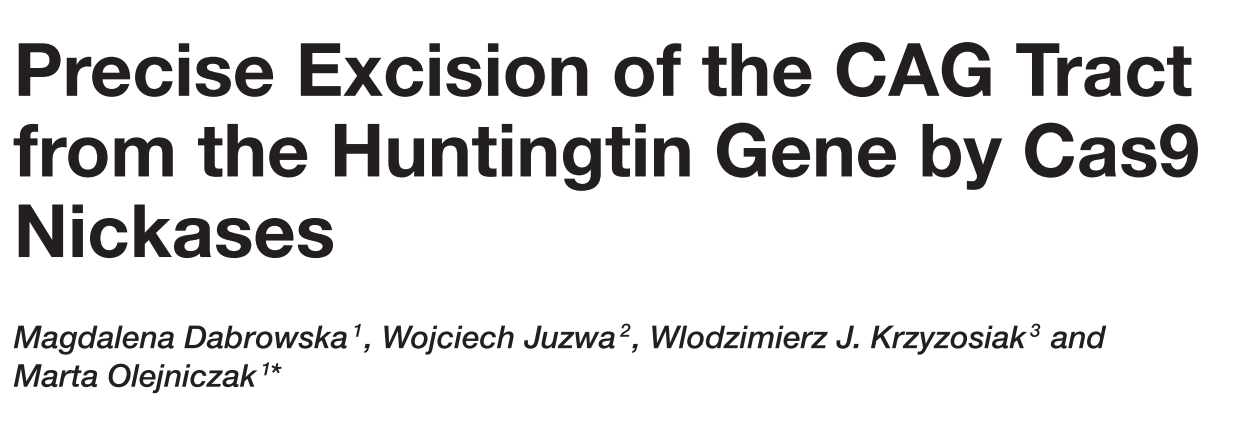 Precise Excision of the CAG Tract
from the Huntingtin Gene by Cas9
Nickases
Magdalena Dabrowska 1, Wojciech Juzwa 2, Wlodzimierz J. Krzyzosiak 3 and
Marta Olejniczak 1*